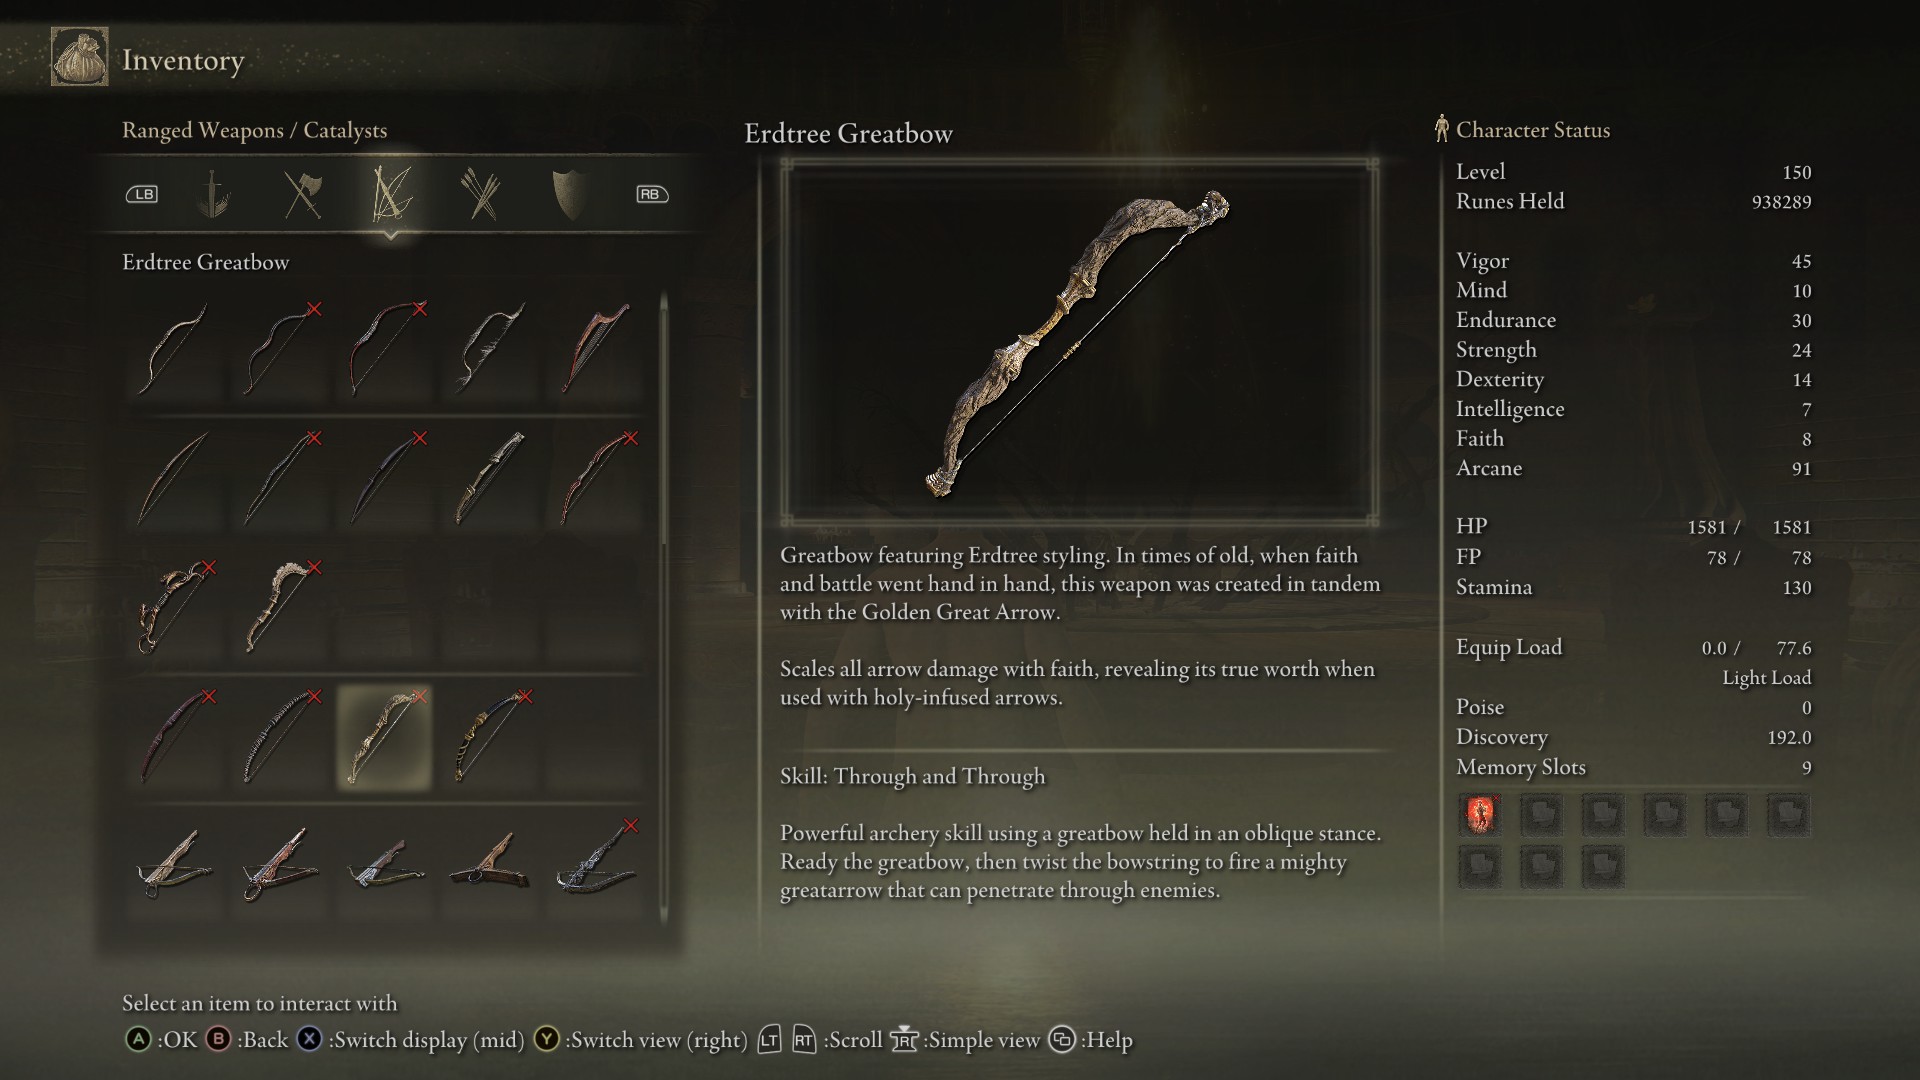 Inventory
Ranged Weapons / Catalysts
LB
RB
Erdtree Greatbow
Erdtree Greatbow
Greatbow featuring Erdtree styling. In times of old, when faith
and battle went hand in hand, this weapon was created in tandem
with the Golden Great Arrow.
Scales all arrow damage with faith, revealing its true worth when
used with holy-infused arrows.
Skill: Through and Through
Powerful archery skill using a greatbow held in an oblique stance.
Ready the greatbow, then twist the bowstring to fire a mighty
greatarrow that can penetrate through enemies.
Character Status
Level 150
Runes Held 938289
Vigor 45
Mind 10
Endurance 30
Strength 24
Dexterity 14
Intelligence 7
Faith 8
Arcane 91
HP 1581 / 1581
FP 78 / 78
Stamina 130
Equip Load 0.0 / 77.6
Light Load
Poise 0
Discovery 192.0
Memory Slots 9
Select an item to interact with
A :OK B :Back X :Switch display (mid) Y :Switch view (right) LT RT :Scroll R :Simple view :Help